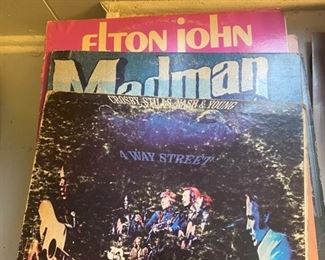 ELTON JOHN
Madman
CROSBY, STILLS, NASH & YOUNG
4 WAY STREET